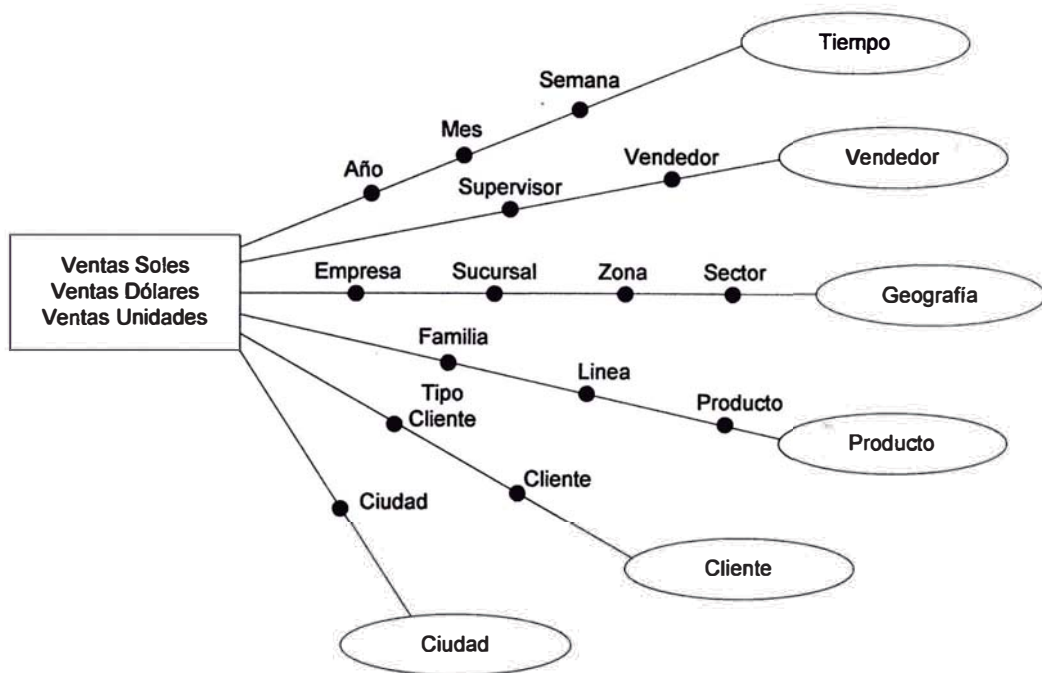 Tiempo
Semana
Mes
Año
Vendedor
Vendedor
Supervisor
Ventas Soles
Ventas Dólares
Ventas Unidades
Empresa
Sucursal
Zona
Sector
Geografía
Familia
Linea
Producto
Producto
Tipo
Cliente
Cliente
Cliente
Ciudad
Ciudad